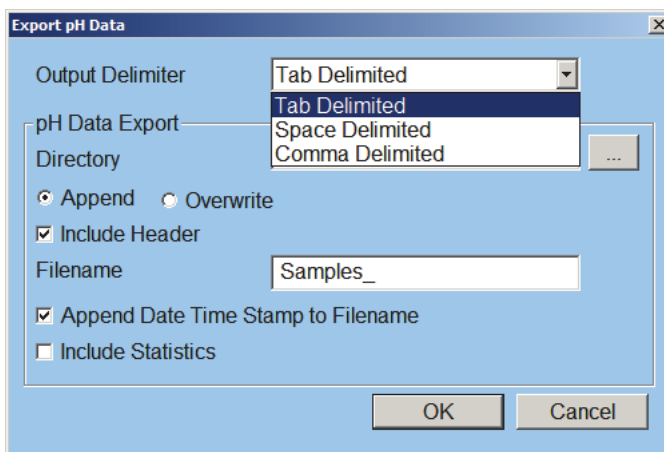 Export pH Data
Output Delimiter Tab Delimited
Tab Delimited
pH Data Export
Space Delimited
Directory Comma Delimited ...
Append Overwrite
Include Header
Filename Samples_
Append Date Time Stamp to Filename
Include Statistics
OK Cancel